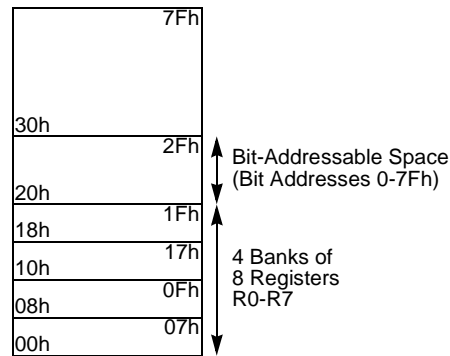 7Fh
30h
2Fh
Bit-Addressable Space
(Bit Addresses 0-7Fh)
20h
1Fh
18h
17h
4 Banks of
8 Registers
R0-R7
10h
0Fh
08h
07h
00h